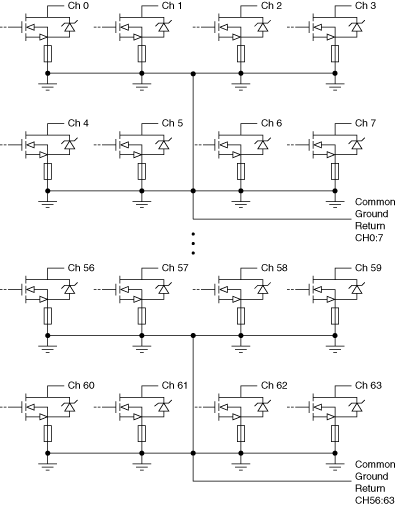 Ch 0
Ch 1
Ch 2
Ch 3
Ch 4
Ch 5
Ch 6
Ch 7
Common
Ground
Return
CH0:7
Ch 56
Ch 57
Ch 58
Ch 59
Ch 60
Ch 61
Ch 62
Ch 63
Common
Ground
Return
CH56:63